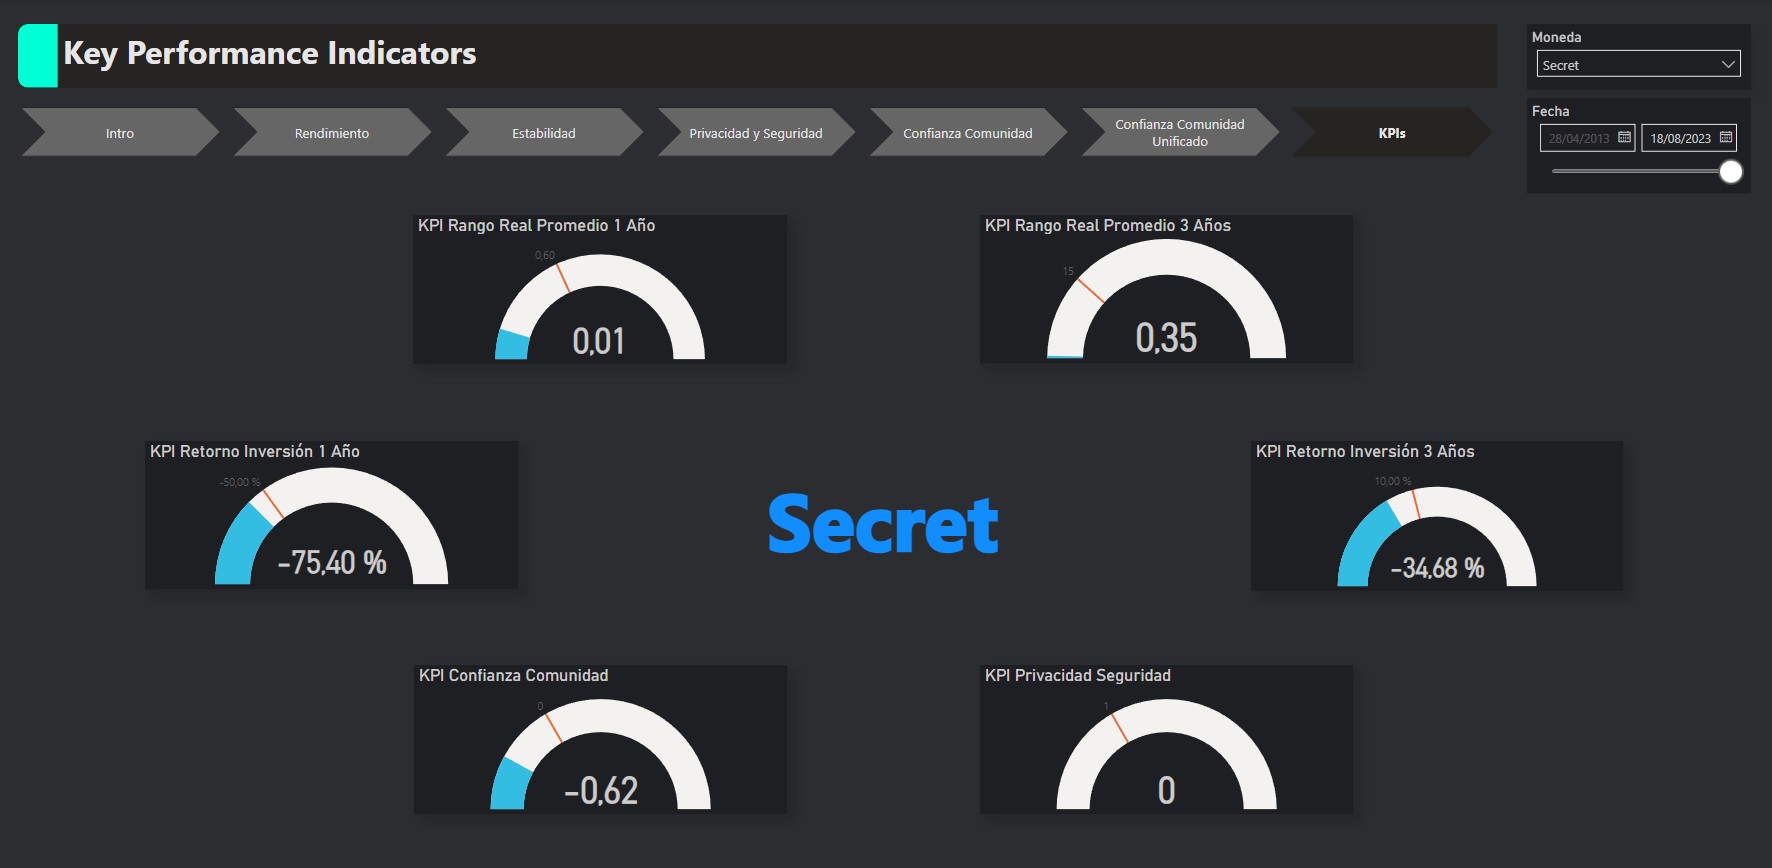 Key Performance Indicators
Moneda
Secret
Fecha
28/04/2013
18/08/2023
Intro
Rendimiento
Estabilidad
Privacidad y Seguridad
Confianza Comunidad
Confianza Comunidad
Unificado
KPIs
KPI Rango Real Promedio 1 Año
0,60
0,01
KPI Rango Real Promedio 3 Años
15
0,35
KPI Retorno Inversión 1 Año
-50,00 %
-75,40 %
Secret
KPI Retorno Inversión 3 Años
10,00 %
-34,68 %
KPI Confianza Comunidad
0
-0,62
KPI Privacidad Seguridad
1
0